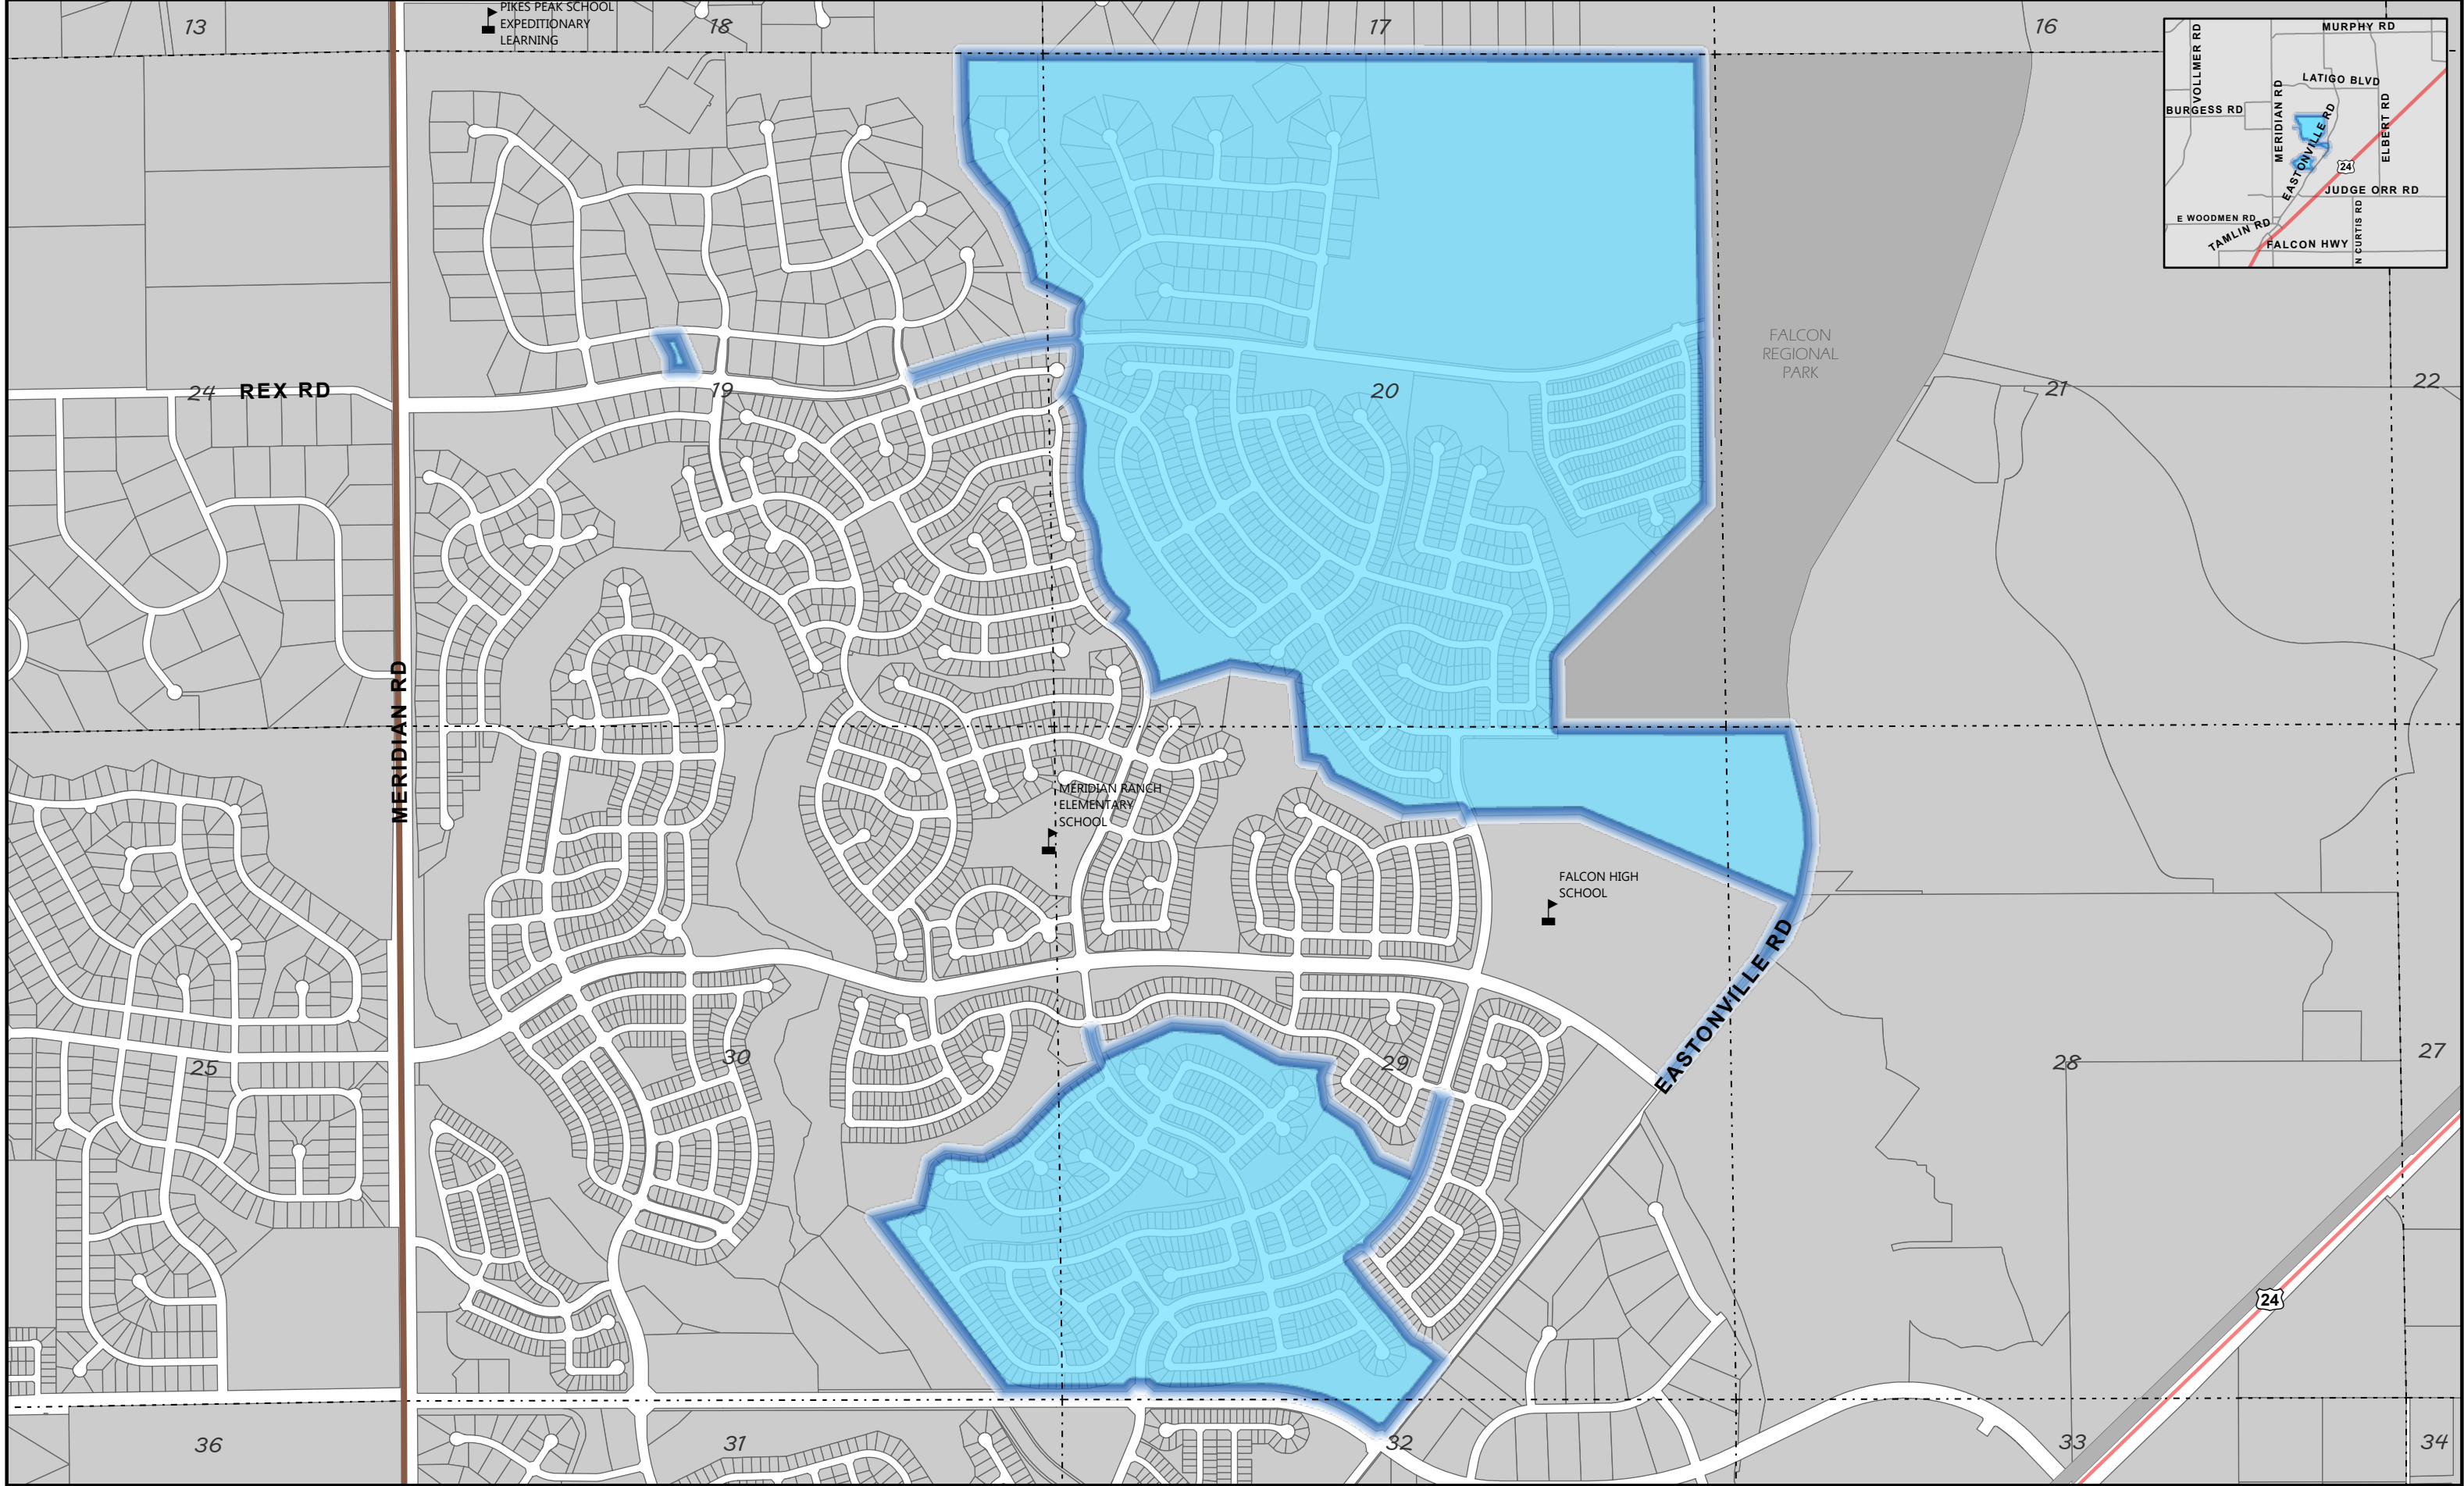 PIKES PEAK SCHOOL
EXPEDITIONARY
LEARNING
13
18
17
16
MURPHY RD
VOLLMER RD
MERIDIAN RD
LATIGO BLVD
BURGESS RD
EASTONVILLE RD
ELBERT RD
24
JUDGE ORR RD
E WOODMEN RD
TAMLIN RD
FALCON HWY
N CURTIS RD
FALCON
REGIONAL
PARK
24
REX RD
19
20
21
22
MERIDIAN RD
MERIDIAN RANCH
ELEMENTARY
SCHOOL
FALCON HIGH
SCHOOL
EASTONVILLE RD
25
30
29
28
27
24
36
31
32
33
34